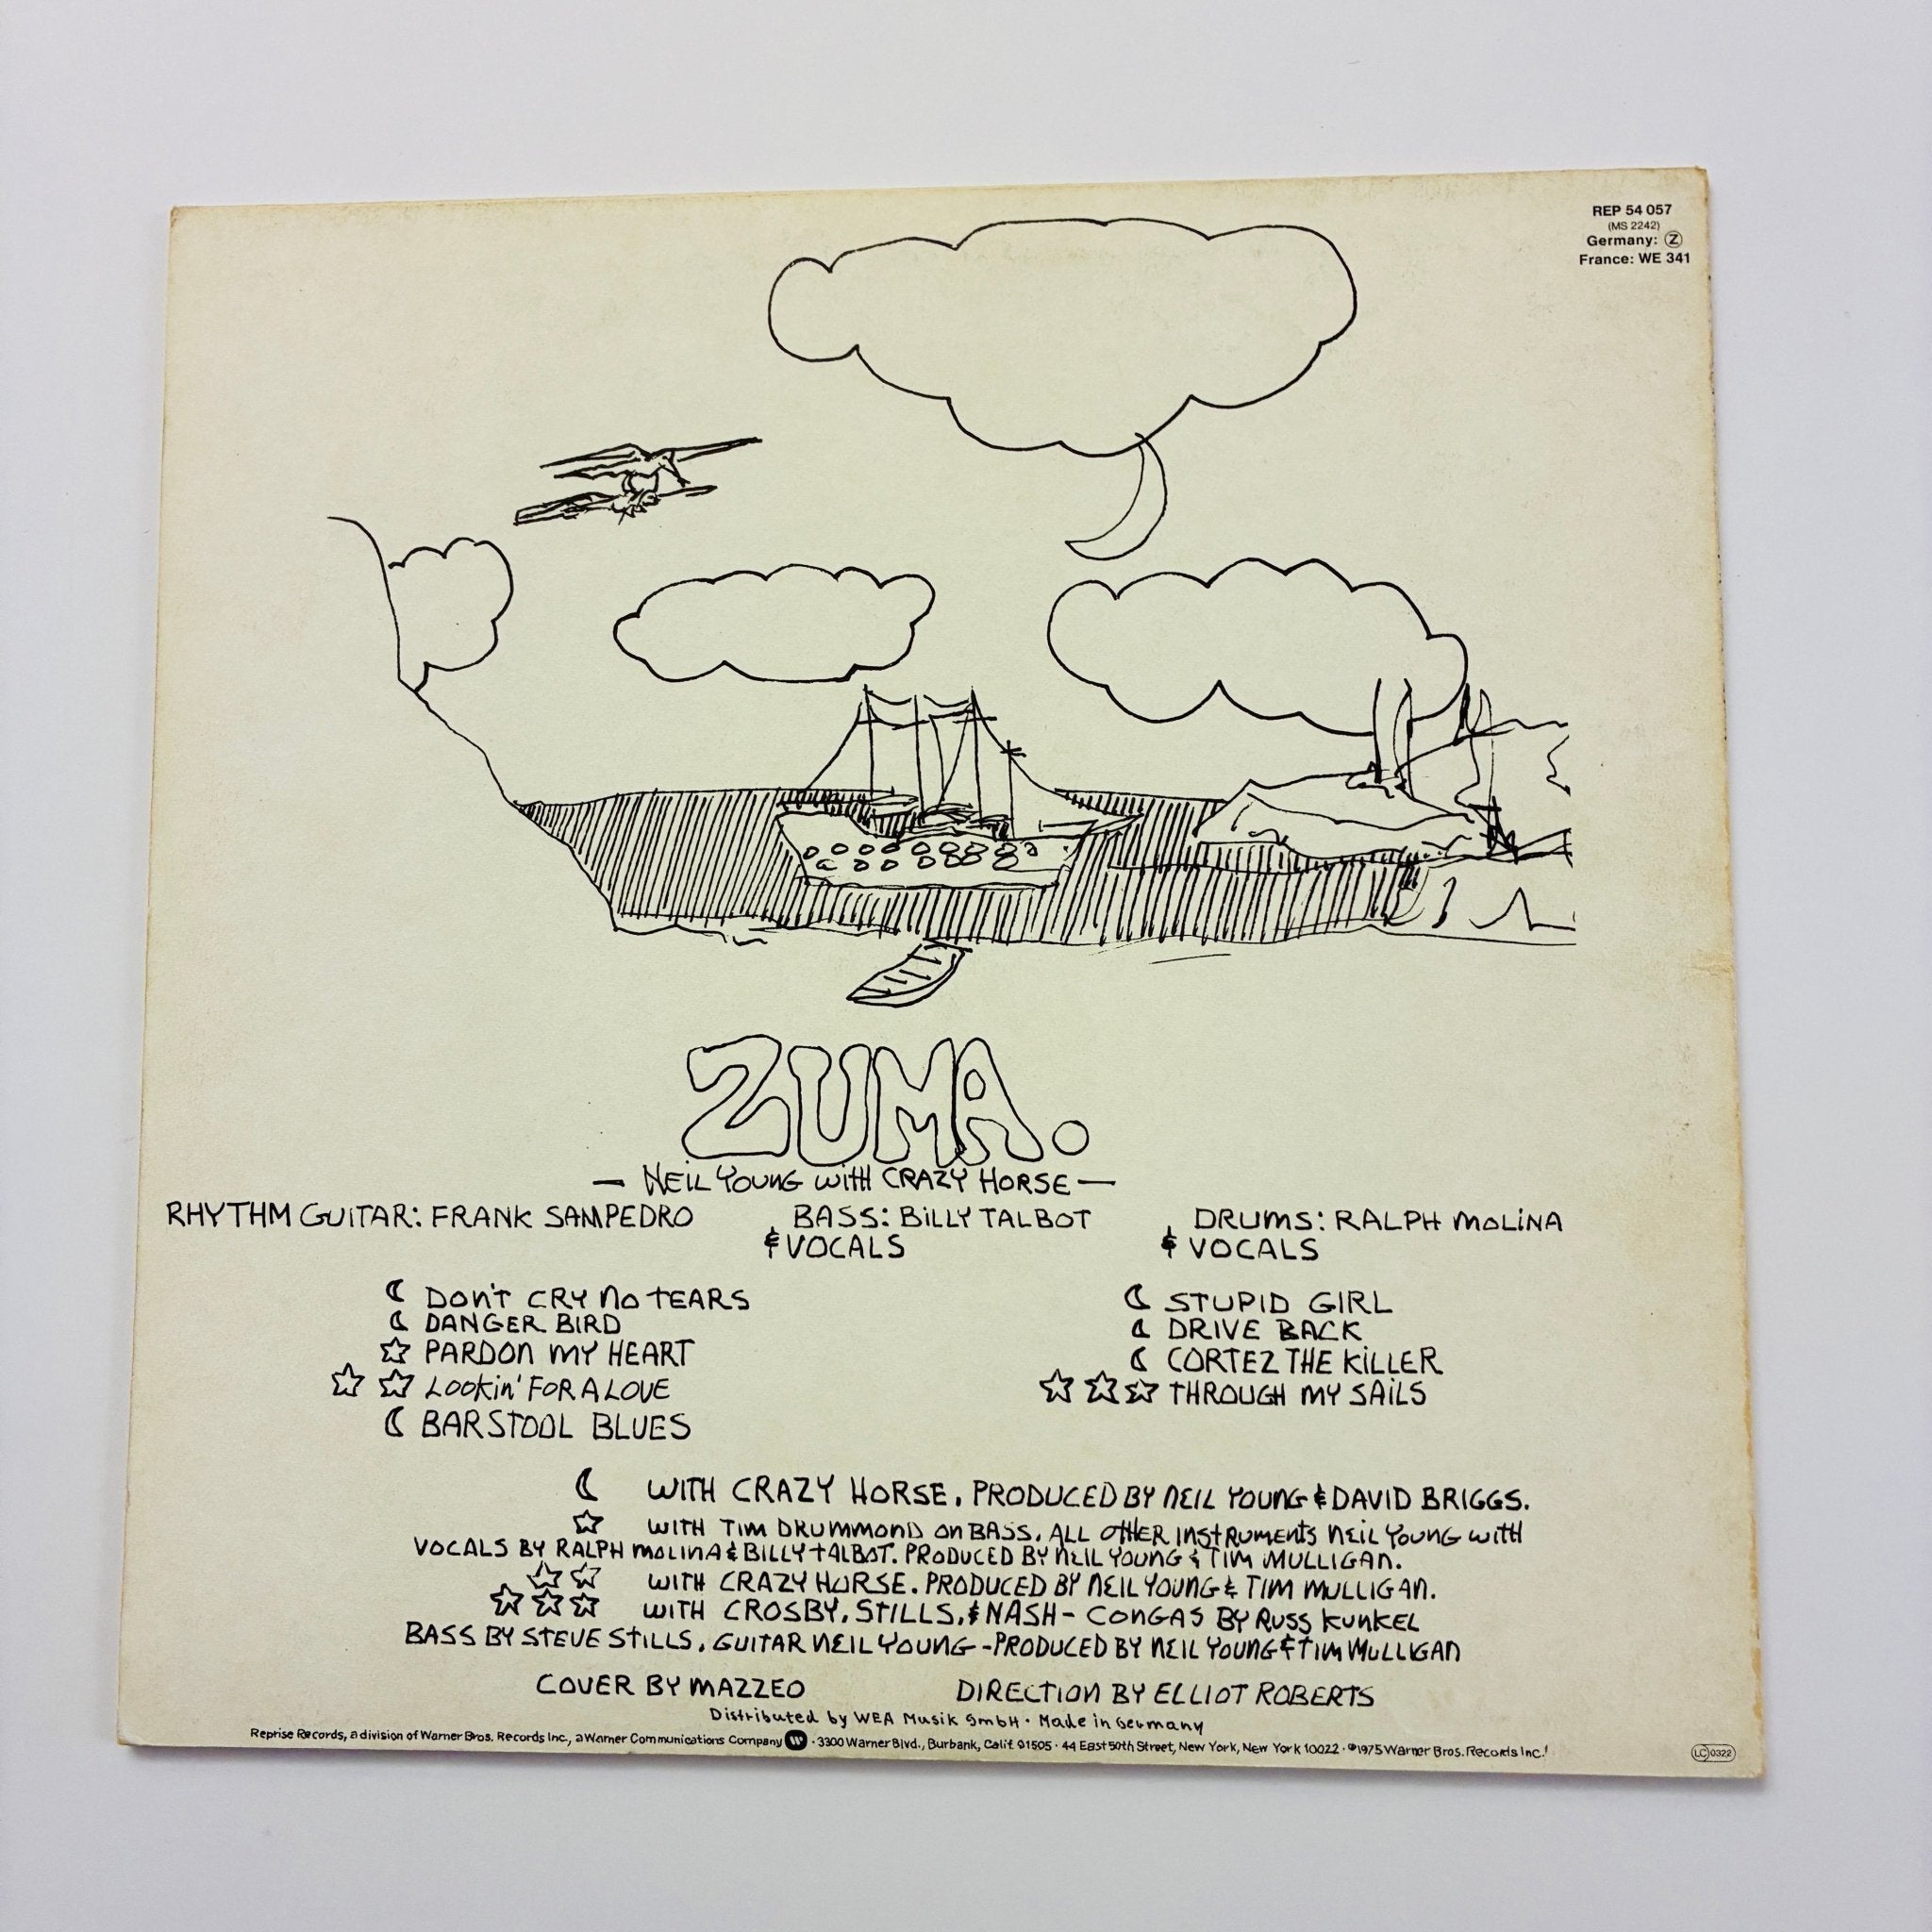 REP 54 057
(MS 2242)
Germany: Ⓩ
France: WE 341
ZUMA.
— NEIL YOUNG WITH CRAZY HORSE —
RHYTHM GUITAR: FRANK SAMPEDRO BASS: BILLY TALBOT DRUMS: RALPH MOLINA
& VOCALS & VOCALS
☾ DON'T CRY NO TEARS
☾ DANGER BIRD
☆ PARDON MY HEART
☆ ☆ LOOKIN' FOR A LOVE
☾ BARSTOOL BLUES
☾ STUPID GIRL
☾ DRIVE BACK
☾ CORTEZ THE KILLER
☆ ☆ ☆ THROUGH MY SAILS
☾ WITH CRAZY HORSE. PRODUCED BY NEIL YOUNG & DAVID BRIGGS.
☆ WITH TIM DRUMMOND ON BASS. ALL OTHER INSTRUMENTS NEIL YOUNG WITH
VOCALS BY RALPH MOLINA & BILLY TALBOT. PRODUCED BY NEIL YOUNG & TIM MULLIGAN.
☆ ☆ WITH CRAZY HORSE. PRODUCED BY NEIL YOUNG & TIM MULLIGAN.
☆ ☆ ☆ WITH CROSBY, STILLS, & NASH - CONGAS BY RUSS KUNKEL
BASS BY STEVE STILLS, GUITAR NEIL YOUNG - PRODUCED BY NEIL YOUNG & TIM MULLIGAN
COVER BY MAZZEO DIRECTION BY ELLIOT ROBERTS
Distributed by WEA Musik GmbH · Made in Germany
Reprise Records, a division of Warner Bros. Records Inc., a Warner Communications Company W · 3300 Warner Blvd., Burbank, Calif. 91505 · 44 East 50th Street, New York, New York 10022 · ℗1975 Warner Bros. Records Inc.
LC 0322